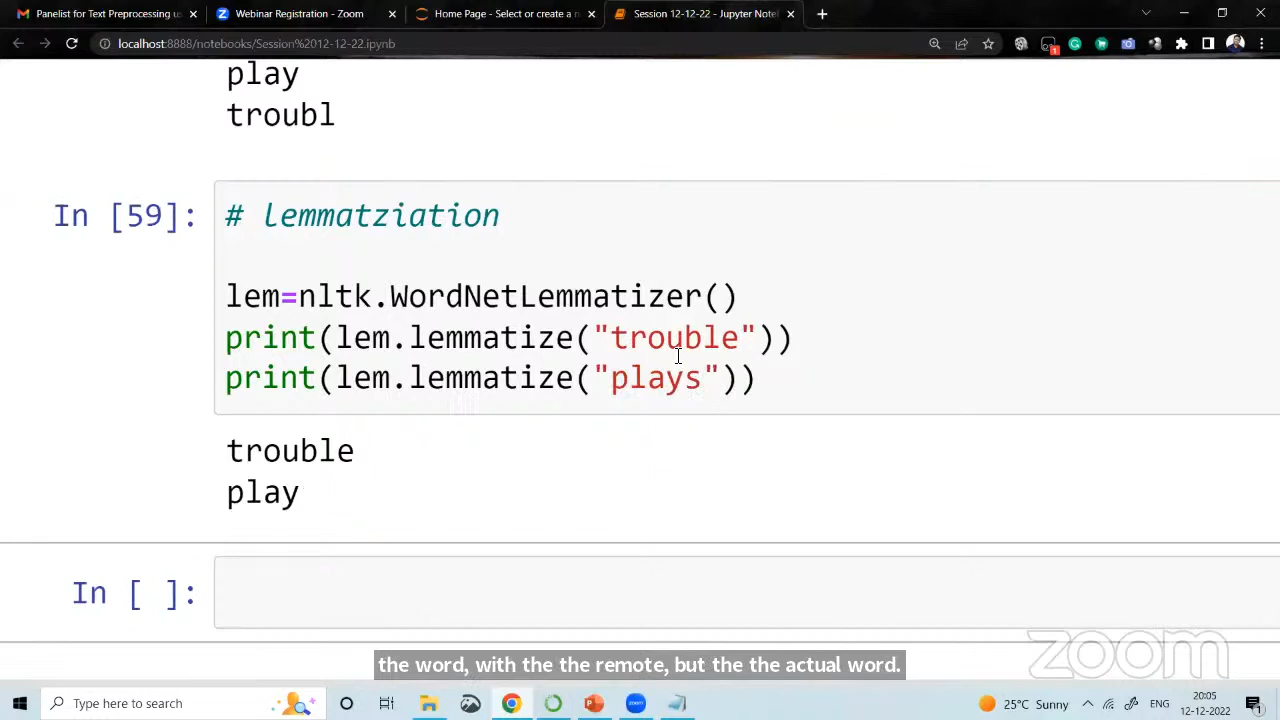 Panelist for Text Preprocessing us
Webinar Registration - Zoom
Home Page - Select or create a n
Session 12-12-22 - Jupyter Notel
localhost:8888/notebooks/Session%2012-12-22.ipynb
play
troubl
In [59]:
# lemmatziation
lem=nltk.WordNetLemmatizer()
print(lem.lemmatize("trouble"))
print(lem.lemmatize("plays"))
trouble
play
In [ ]:
zoom
the word, with the the remote, but the the actual word.
Type here to search
25°C Sunny
ENG
20:05
12-12-2022